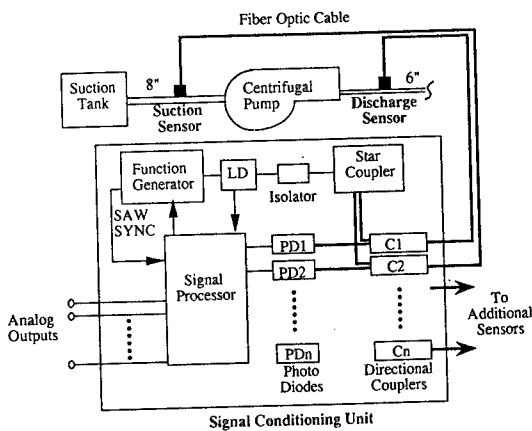 Fiber Optic Cable
Suction
Tank
8"
Suction
Sensor
Centrifugal
Pump
6"
Discharge
Sensor
Function
Generator
LD
Isolator
Star
Coupler
SAW
SYNC
Signal
Processor
PD1
PD2
PDn
Photo
Diodes
C1
C2
Cn
Directional
Couplers
To
Additional
Sensors
Analog
Outputs
Signal Conditioning Unit